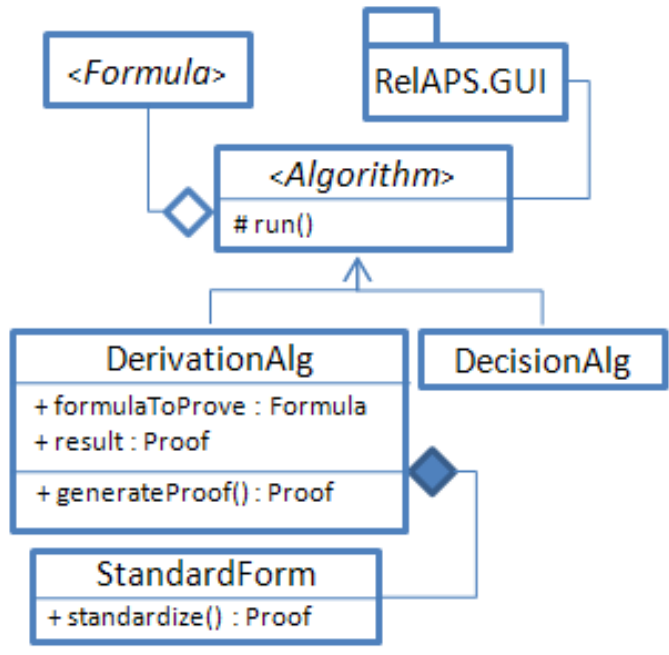 <Formula>
RelAPS.GUI
<Algorithm>
# run()
DerivationAlg
+ formulaToProve : Formula
+ result : Proof
+ generateProof() : Proof
DecisionAlg
StandardForm
+ standardize() : Proof